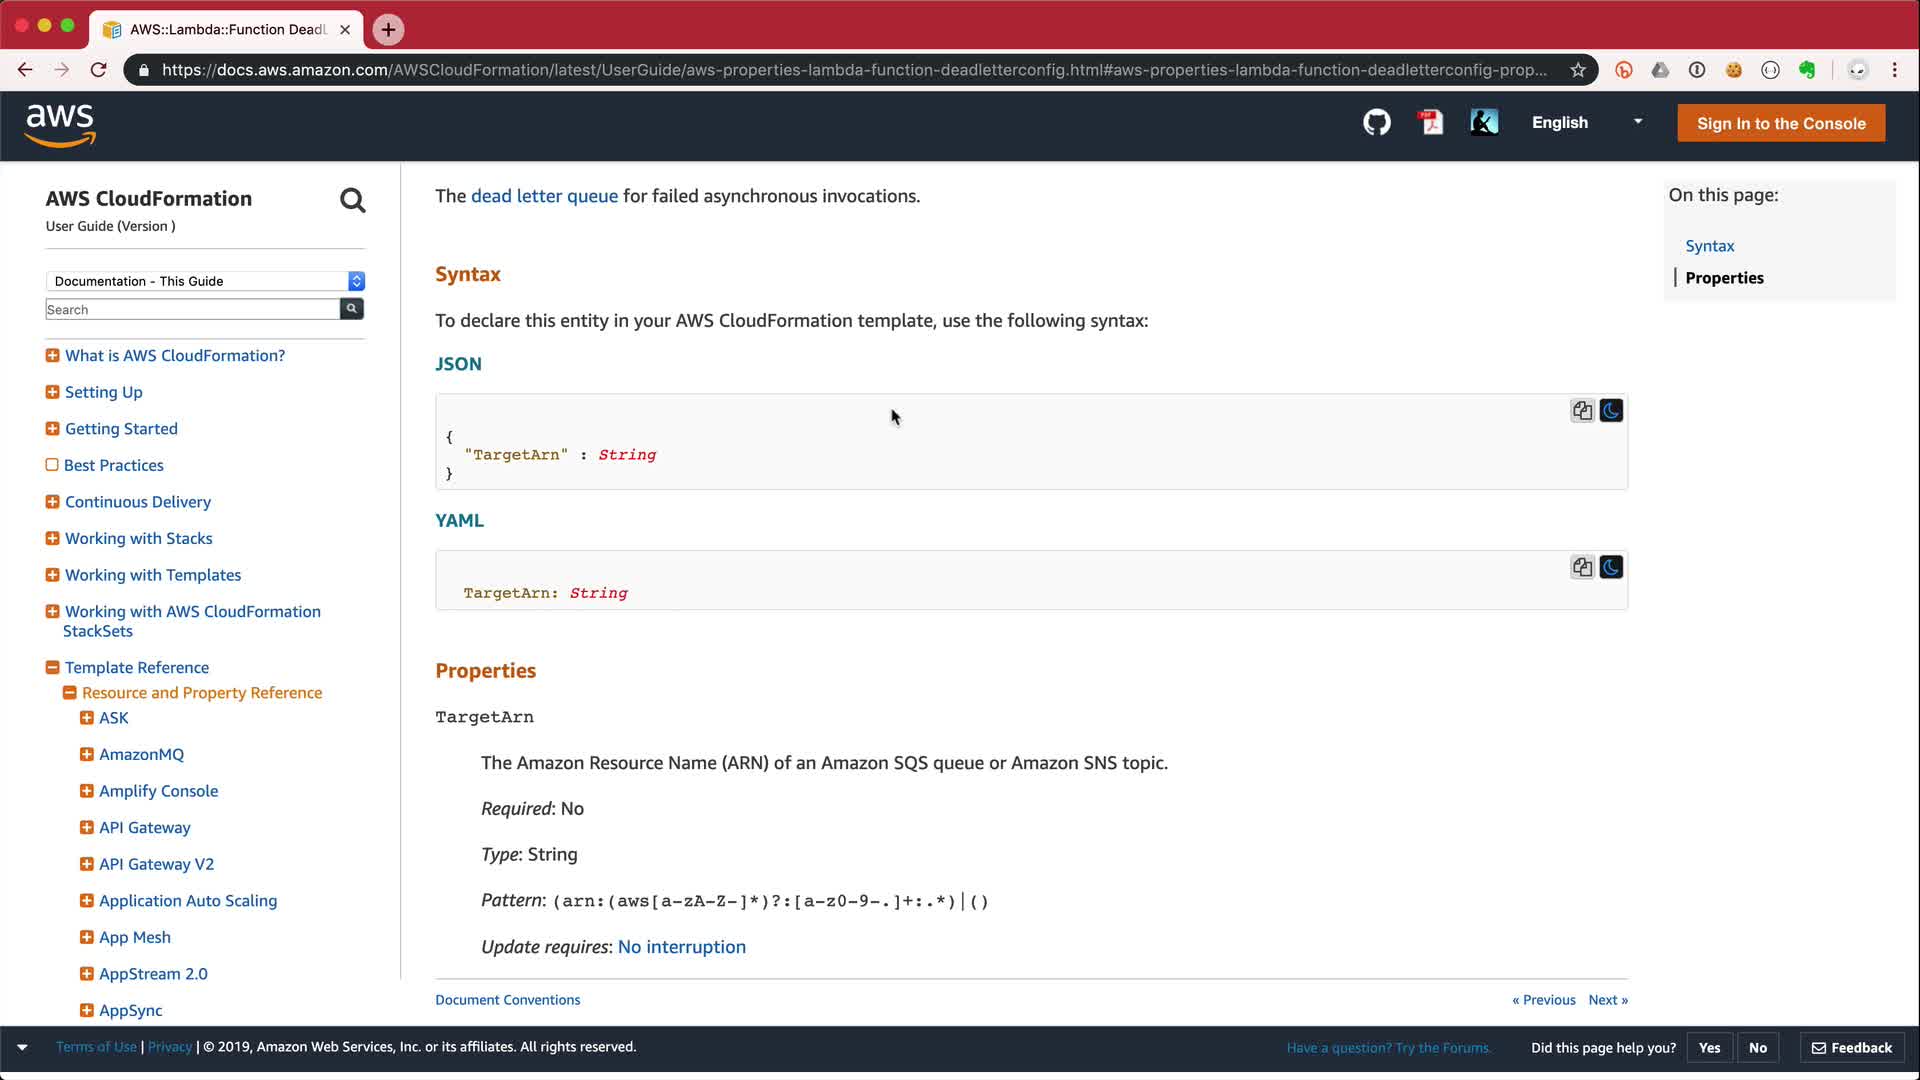 AWS::Lambda::Function DeadL
https://docs.aws.amazon.com/AWSCloudFormation/latest/UserGuide/aws-properties-lambda-function-deadletterconfig.html#aws-properties-lambda-function-deadletterconfig-prop...
aws
PDF
English
Sign In to the Console
AWS CloudFormation
User Guide (Version )
Documentation - This Guide
Search
What is AWS CloudFormation?
Setting Up
Getting Started
Best Practices
Continuous Delivery
Working with Stacks
Working with Templates
Working with AWS CloudFormation
StackSets
Template Reference
Resource and Property Reference
ASK
AmazonMQ
Amplify Console
API Gateway
API Gateway V2
Application Auto Scaling
App Mesh
AppStream 2.0
AppSync
The dead letter queue for failed asynchronous invocations.
Syntax
To declare this entity in your AWS CloudFormation template, use the following syntax:
JSON
{
"TargetArn" : String
}
YAML
TargetArn: String
Properties
TargetArn
The Amazon Resource Name (ARN) of an Amazon SQS queue or Amazon SNS topic.
Required: No
Type: String
Pattern: (arn:(aws[a-zA-Z-]*)?:[a-z0-9-.]+:.*)|()
Update requires: No interruption
Document Conventions
« Previous Next »
On this page:
Syntax
Properties
Terms of Use | Privacy | © 2019, Amazon Web Services, Inc. or its affiliates. All rights reserved.
Have a question? Try the Forums.
Did this page help you?
Yes
No
Feedback